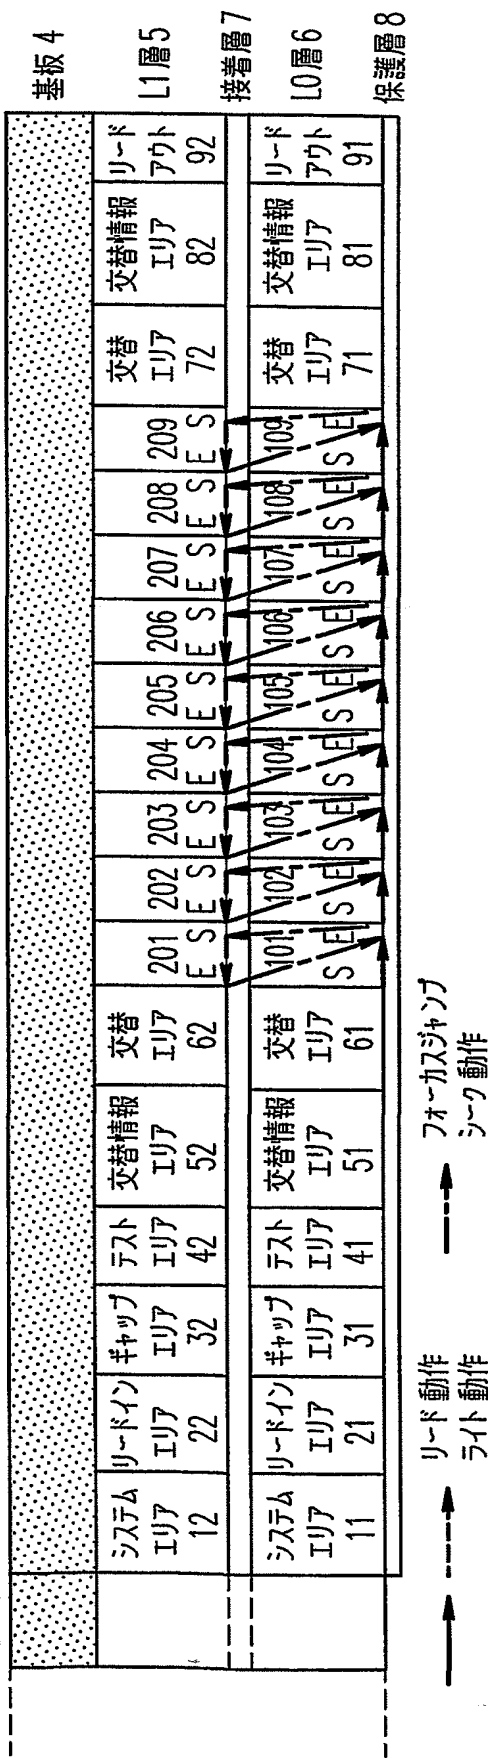 基板 4
システム
エリア
12
リードイン
エリア
22
ギャップ
エリア
32
テスト
エリア
42
交替情報
エリア
52
交替
エリア
62
201
E S
202
E S
203
E S
204
E S
205
E S
206
E S
207
E S
208
E S
209
E S
交替
エリア
72
交替情報
エリア
82
リード
アウト
92
L1層 5
接着層 7
システム
エリア
11
リードイン
エリア
21
ギャップ
エリア
31
テスト
エリア
41
交替情報
エリア
51
交替
エリア
61
101
S E
102
S E
103
S E
104
S E
105
S E
106
S E
107
S E
108
S E
109
S E
交替
エリア
71
交替情報
エリア
81
リード
アウト
91
L0層 6
保護層 8
リード動作
ライト動作
フォーカスジャンプ
シーク動作